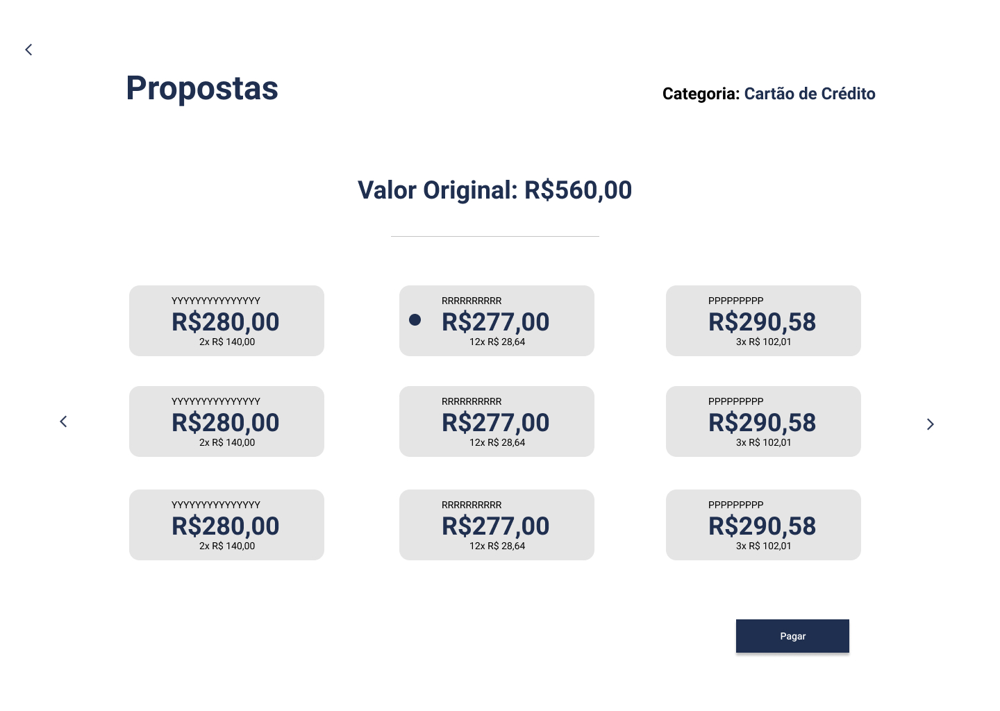 Propostas
Categoria: Cartão de Crédito
Valor Original: R$560,00
YYYYYYYYYYYYYYY
R$280,00
2x R$ 140,00
RRRRRRRRRR
R$277,00
12x R$ 28,64
PPPPPPPPP
R$290,58
3x R$ 102,01
YYYYYYYYYYYYYYY
R$280,00
2x R$ 140,00
RRRRRRRRRR
R$277,00
12x R$ 28,64
PPPPPPPPP
R$290,58
3x R$ 102,01
YYYYYYYYYYYYYYY
R$280,00
2x R$ 140,00
RRRRRRRRRR
R$277,00
12x R$ 28,64
PPPPPPPPP
R$290,58
3x R$ 102,01
Pagar